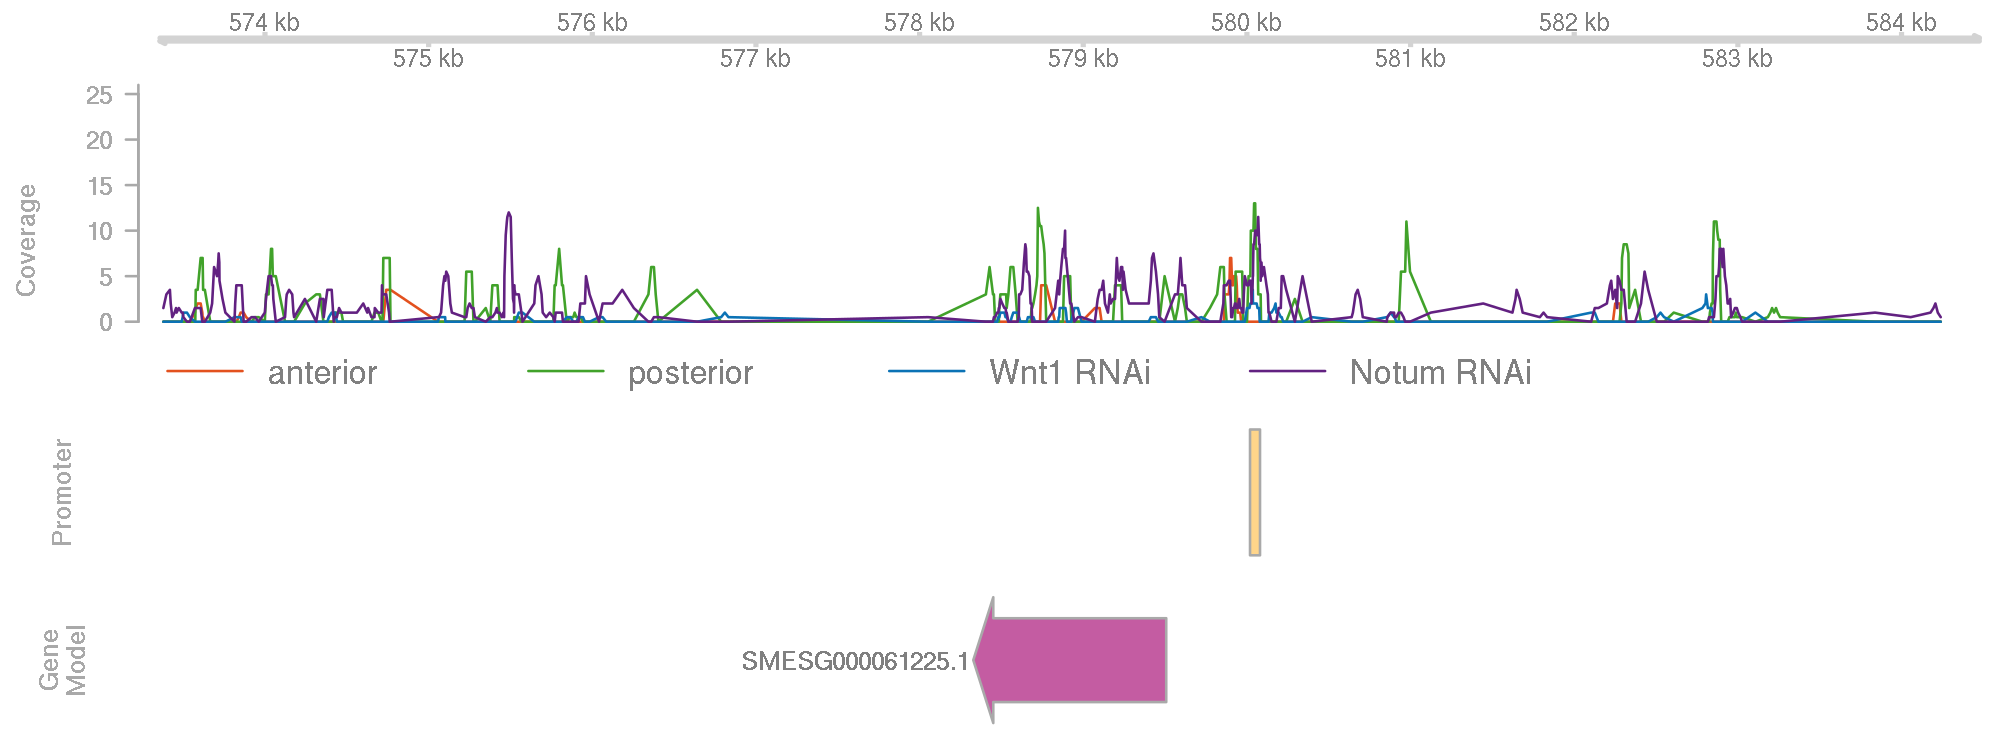 574 kb 576 kb 578 kb 580 kb 582 kb 584 kb
575 kb 577 kb 579 kb 581 kb 583 kb
25
20
15
10
5
0
Coverage
anterior posterior Wnt1 RNAi Notum RNAi
Promoter
Gene
Model
SMESG000061225.1